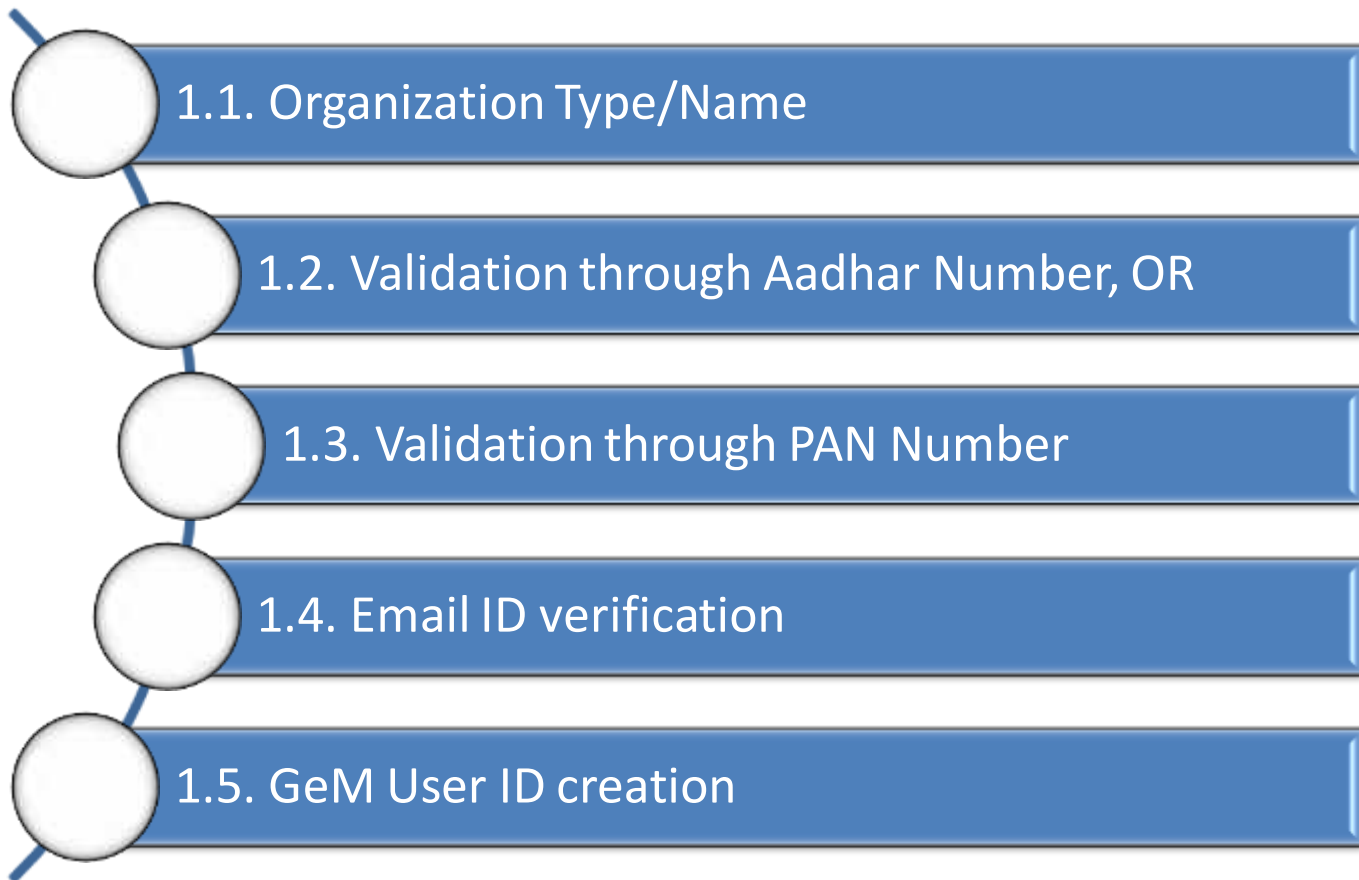 1.1. Organization Type/Name
1.2. Validation through Aadhar Number, OR
1.3. Validation through PAN Number
1.4. Email ID verification
1.5. GeM User ID creation